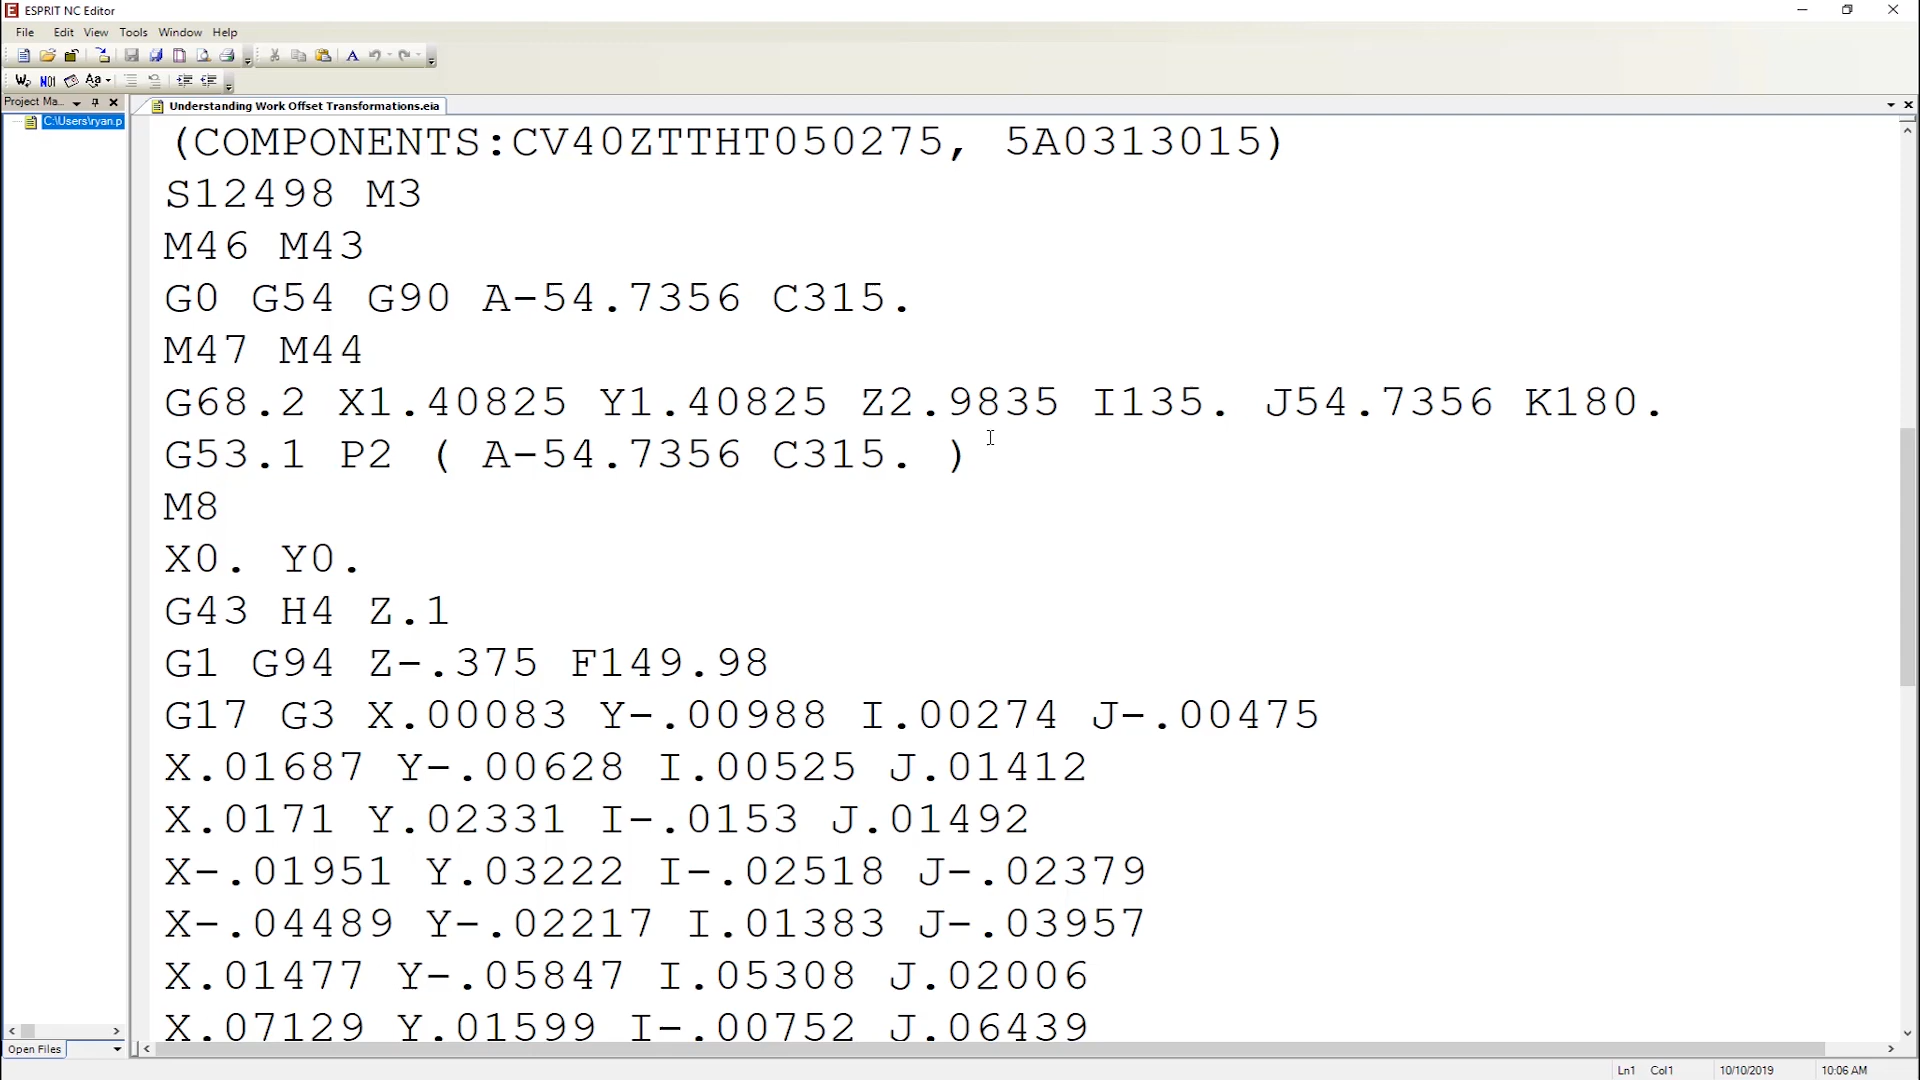 ESPRIT NC Editor
File Edit View Tools Window Help
Project Ma...
Understanding Work Offset Transformations.eia
C:\Users\ryan.p
(COMPONENTS:CV40ZTTHT050275, 5A0313015)
S12498 M3
M46 M43
G0 G54 G90 A-54.7356 C315.
M47 M44
G68.2 X1.40825 Y1.40825 Z2.9835 I135. J54.7356 K180.
G53.1 P2 ( A-54.7356 C315. )
M8
X0. Y0.
G43 H4 Z.1
G1 G94 Z-.375 F149.98
G17 G3 X.00083 Y-.00988 I.00274 J-.00475
X.01687 Y-.00628 I.00525 J.01412
X.0171 Y.02331 I-.0153 J.01492
X-.01951 Y.03222 I-.02518 J-.02379
X-.04489 Y-.02217 I.01383 J-.03957
X.01477 Y-.05847 I.05308 J.02006
X.07129 Y.01599 I-.00752 J.06439
Open Files
Ln1 Col1 10/10/2019 10:06 AM